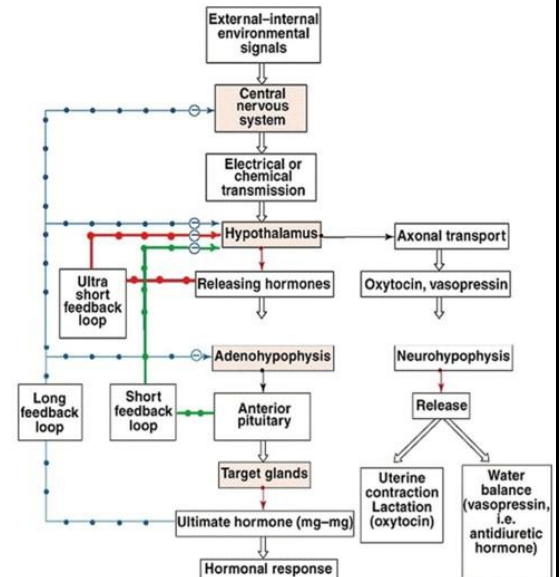 External–internal
environmental
signals
Central
nervous
system
Electrical or
chemical
transmission
Hypothalamus
Axonal transport
Ultra
short
feedback
loop
Releasing hormones
Oxytocin, vasopressin
Adenohypophysis
Neurohypophysis
Long
feedback
loop
Short
feedback
loop
Anterior
pituitary
Release
Target glands
Uterine
contraction
Lactation
(oxytocin)
Water
balance
(vasopressin,
i.e.
antidiuretic
hormone)
Ultimate hormone (mg–mg)
Hormonal response